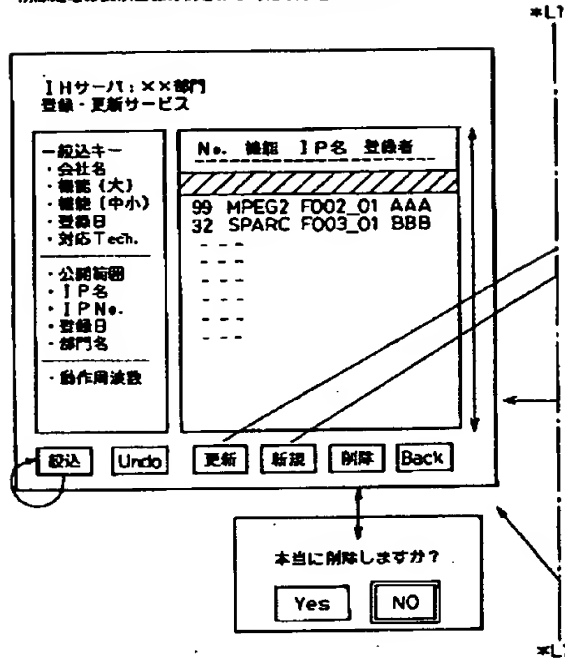 *L1
IHサーバ:××部門
登録・更新サービス
ー絞込キー
・会社名
・機能(大)
・機能(中小)
・登録日
・対応Tech.
・公開範囲
・IP名
・IPNo.
・登録日
・部門名
・動作周波数
No. 機能 IP名 登録者
99 MPEG2 F002_01 AAA
32 SPARC F003_01 BBB
---
---
---
---
---
---
絞込 Undo 更新 新規 削除 Back
本当に削除しますか?
Yes NO